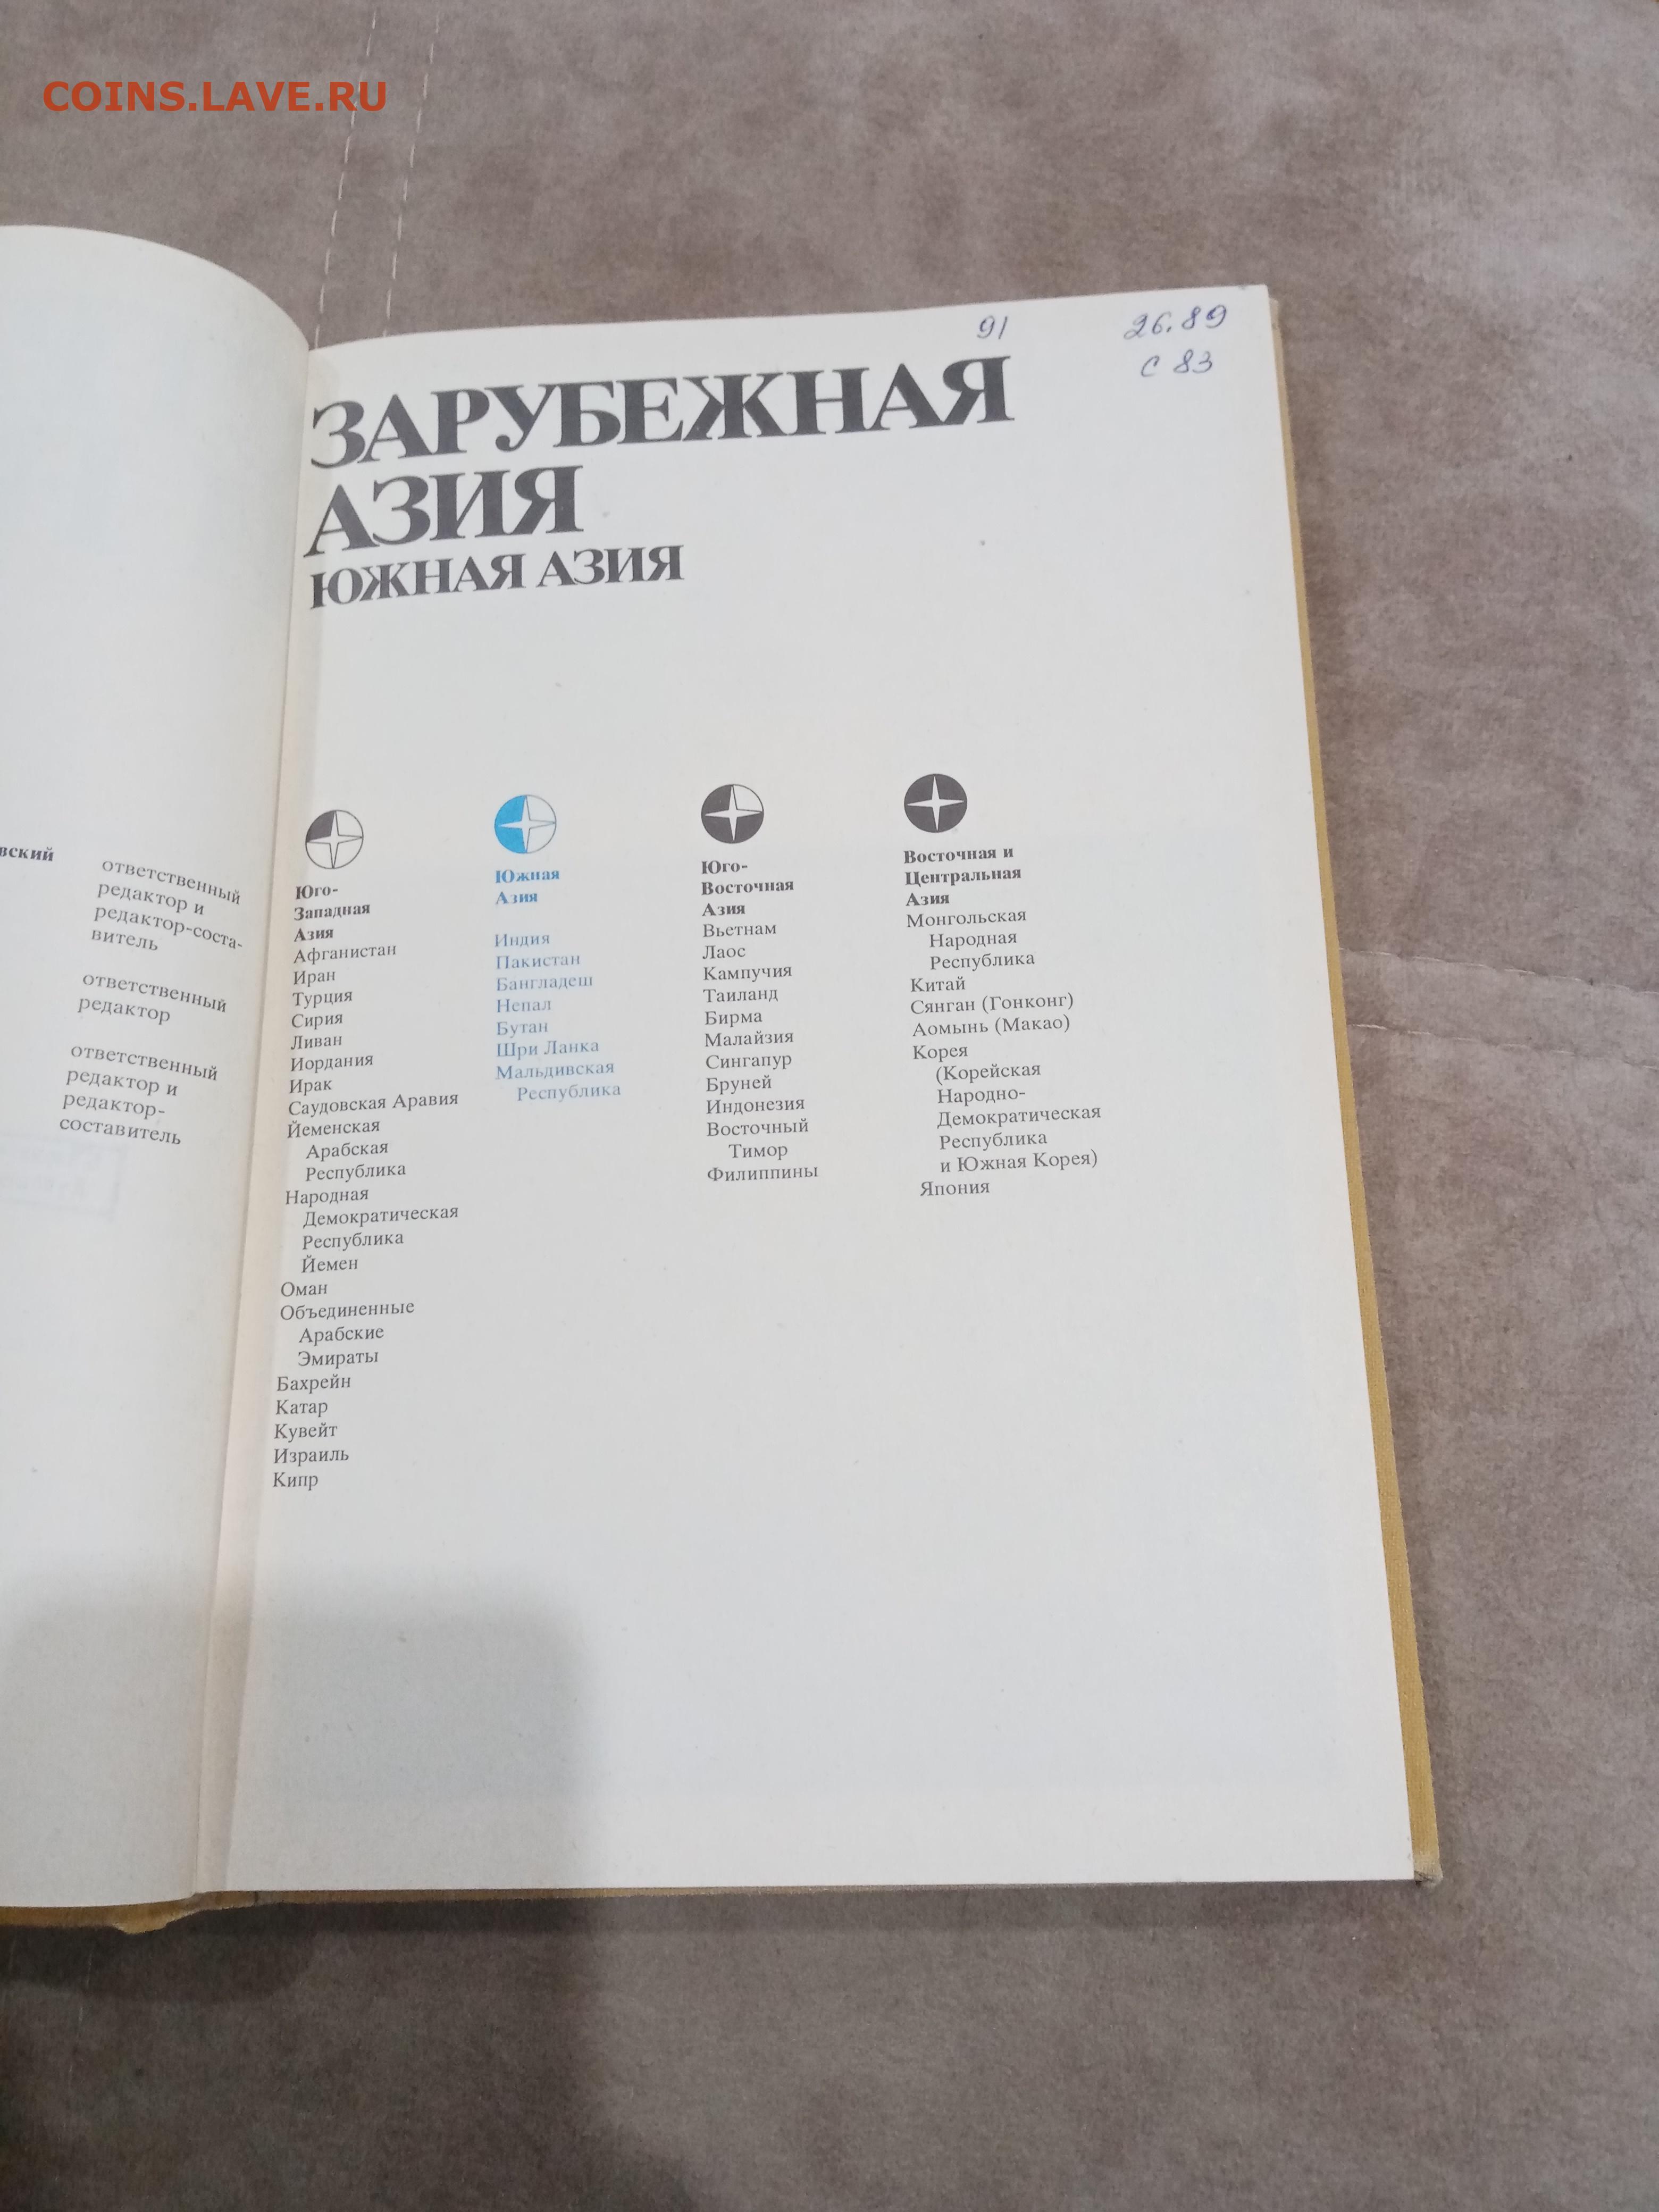 COINS.LAVE.RU
вский
ответственный
редактор и
редактор-соста-
витель
ответственный
редактор
ответственный
редактор и
редактор-
составитель
91
26.89
С 83
ЗАРУБЕЖНАЯ
АЗИЯ
ЮЖНАЯ АЗИЯ
Юго-
Западная
Азия
Афганистан
Иран
Турция
Сирия
Ливан
Иордания
Ирак
Саудовская Аравия
Йеменская
Арабская
Республика
Народная
Демократическая
Республика
Йемен
Оман
Объединенные
Арабские
Эмираты
Бахрейн
Катар
Кувейт
Израиль
Кипр
Южная
Азия
Индия
Пакистан
Бангладеш
Непал
Бутан
Шри Ланка
Мальдивская
Республика
Юго-
Восточная
Азия
Вьетнам
Лаос
Кампучия
Таиланд
Бирма
Малайзия
Сингапур
Бруней
Индонезия
Восточный
Тимор
Филиппины
Восточная и
Центральная
Азия
Монгольская
Народная
Республика
Китай
Сянган (Гонконг)
Аомынь (Макао)
Корея
(Корейская
Народно-
Демократическая
Республика
и Южная Корея)
Япония